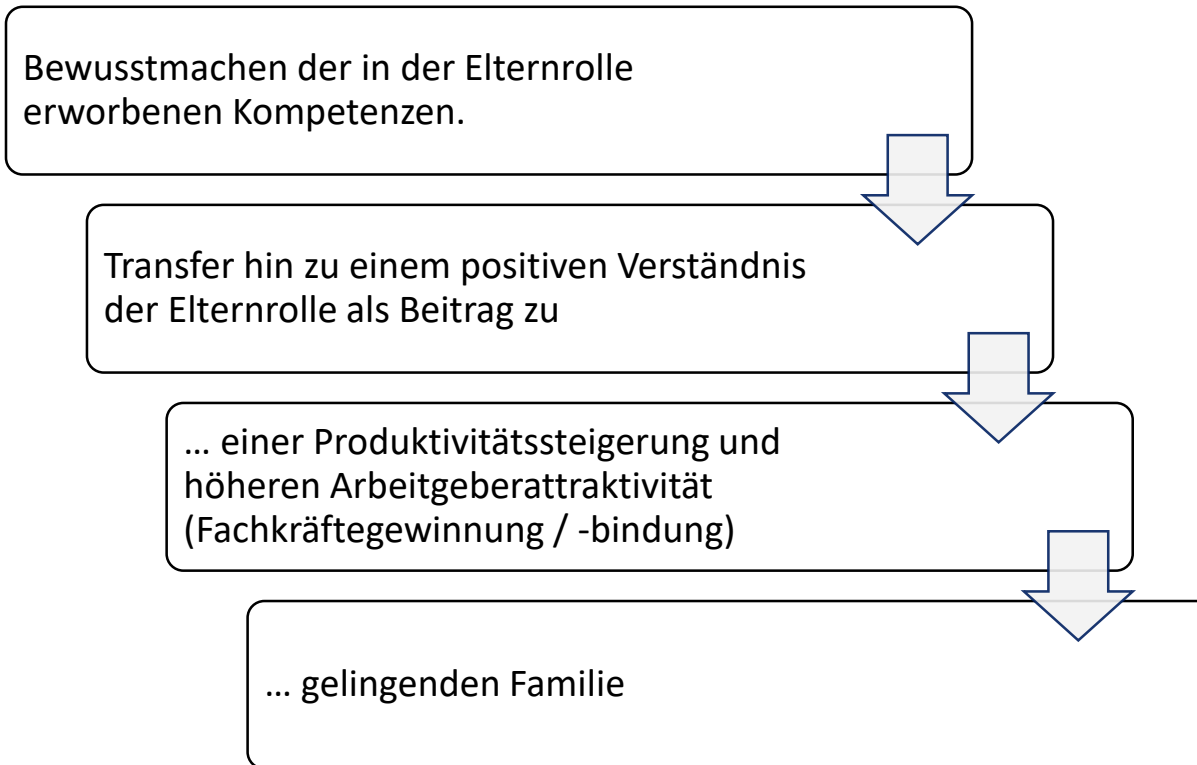 Bewusstmachen der in der Elternrolle
erworbenen Kompetenzen.
Transfer hin zu einem positiven Verständnis
der Elternrolle als Beitrag zu
... einer Produktivitätssteigerung und
höheren Arbeitgeberattraktivität
(Fachkräftegewinnung / -bindung)
... gelingenden Familie